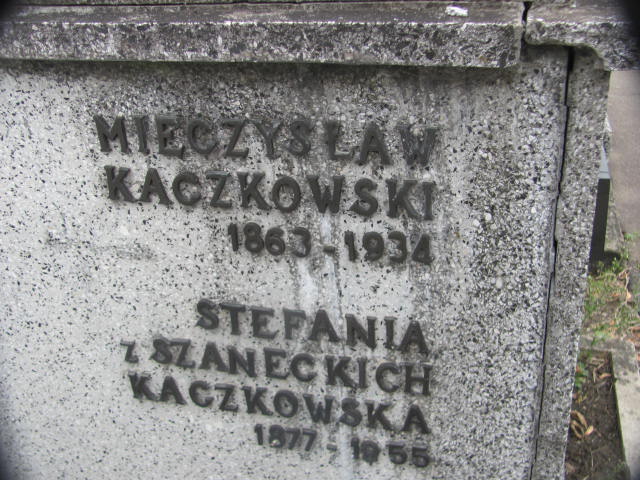 MIECZYSŁAW
KACZKOWSKI
1863 - 1934
STEFANIA
Z SZANECKICH
KACZKOWSKA
1877 - 1955